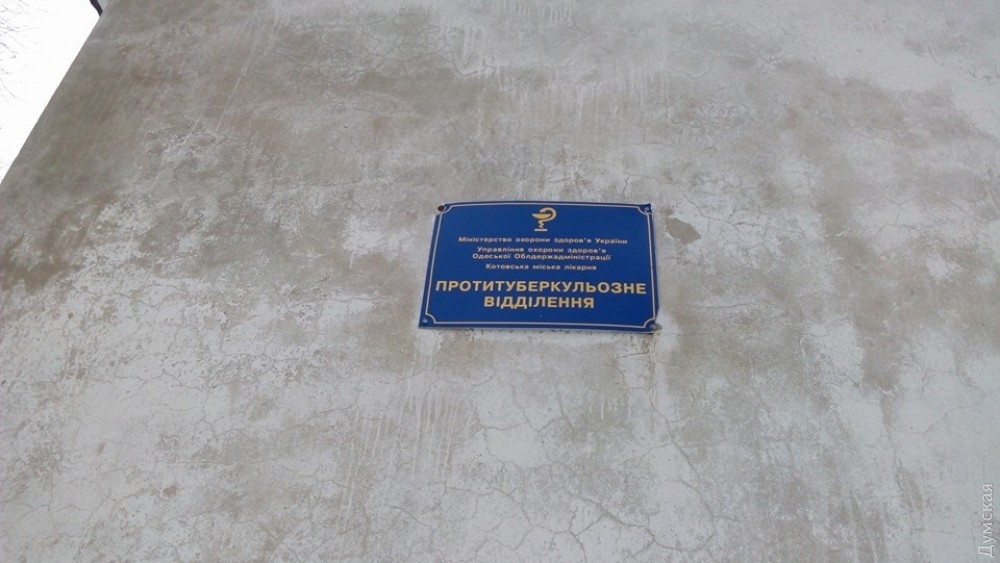 Міністерство охорони здоров'я України
Управління охорони здоров'я
Одеської Облдержадміністрації
Котовська міська лікарня
ПРОТИТУБЕРКУЛЬОЗНЕ
ВІДДІЛЕННЯ
Думская